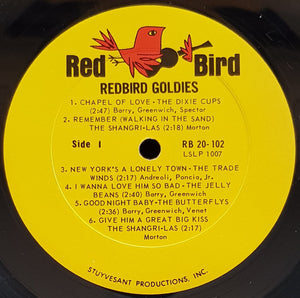 Red Bird
REDBIRD GOLDIES
1. CHAPEL OF LOVE - THE DIXIE CUPS
(2:47) Barry, Greenwich, Spector
2. REMEMBER (WALKING IN THE SAND)
THE SHANGRI-LAS (2:18) Morton
Side 1 RB 20-102
LSLP 1007
3. NEW YORK'S A LONELY TOWN - THE TRADE
WINDS (2:17) Andreoli, Poncia, Jr.
4. I WANNA LOVE HIM SO BAD - THE JELLY
BEANS (2:40) Barry, Greenwich
5. GOOD NIGHT BABY - THE BUTTERFLYS
(2:36) Barry, Greenwich, Venet
6. GIVE HIM A GREAT BIG KISS
THE SHANGRI-LAS (2:17)
Morton
STUYVESANT PRODUCTIONS, INC.